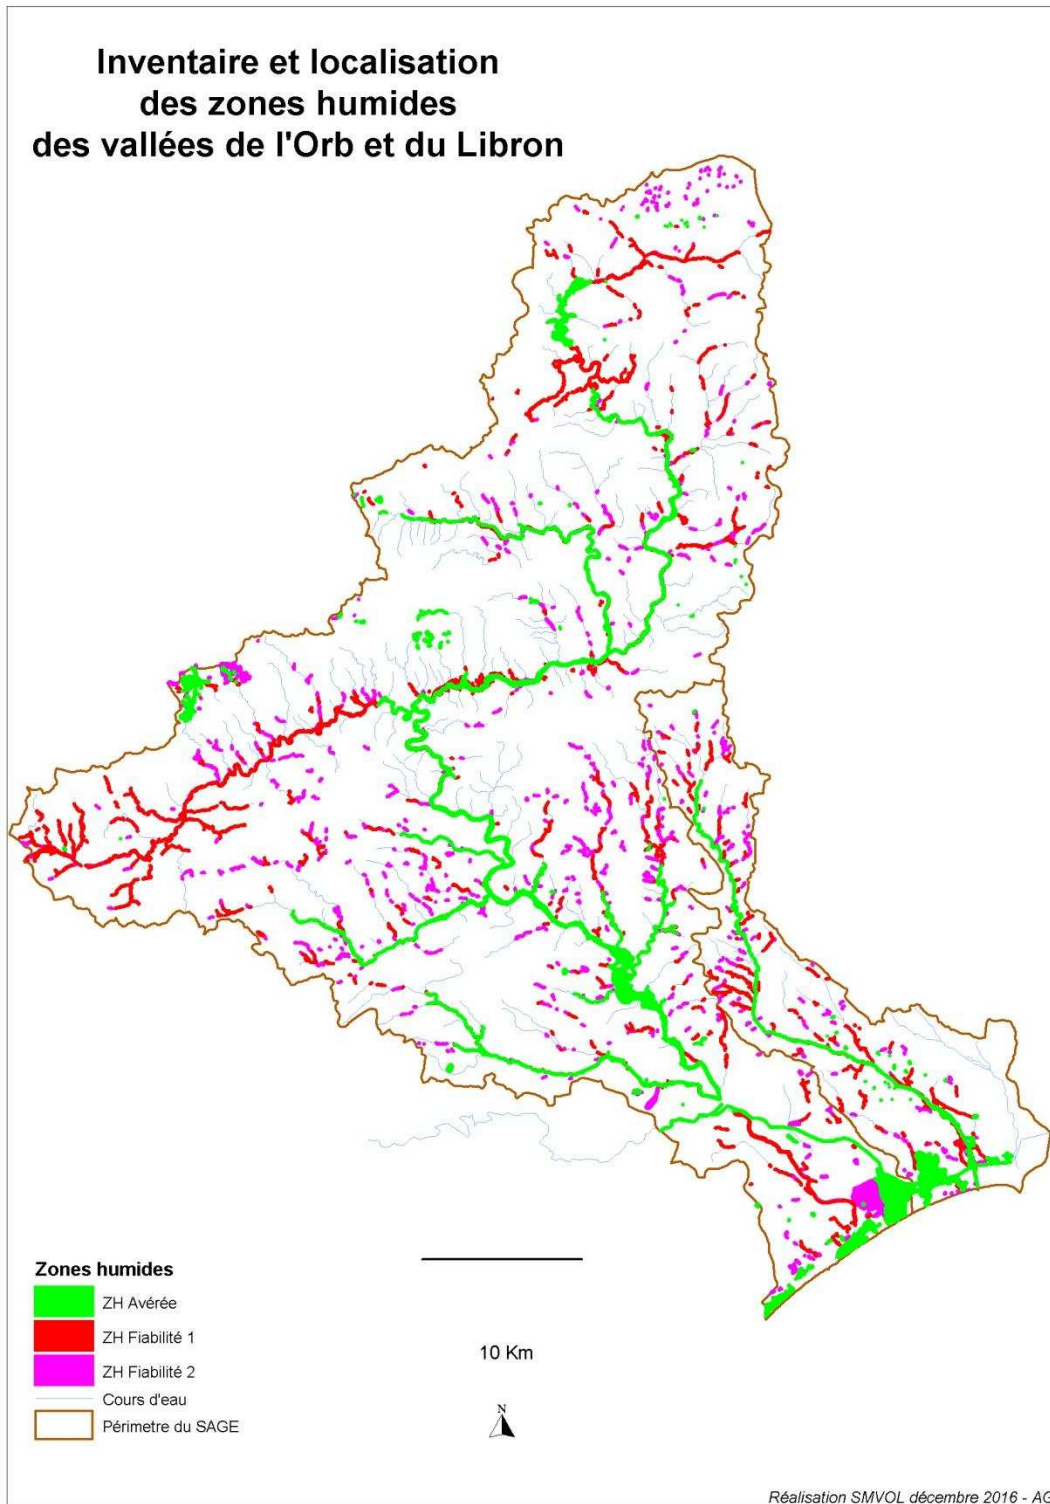 Inventaire et localisation
des zones humides
des vallées de l'Orb et du Libron
Zones humides
ZH Avérée
ZH Fiabilité 1
ZH Fiabilité 2
Cours d'eau
Périmetre du SAGE
10 Km
N
Réalisation SMVOL décembre 2016 - AG